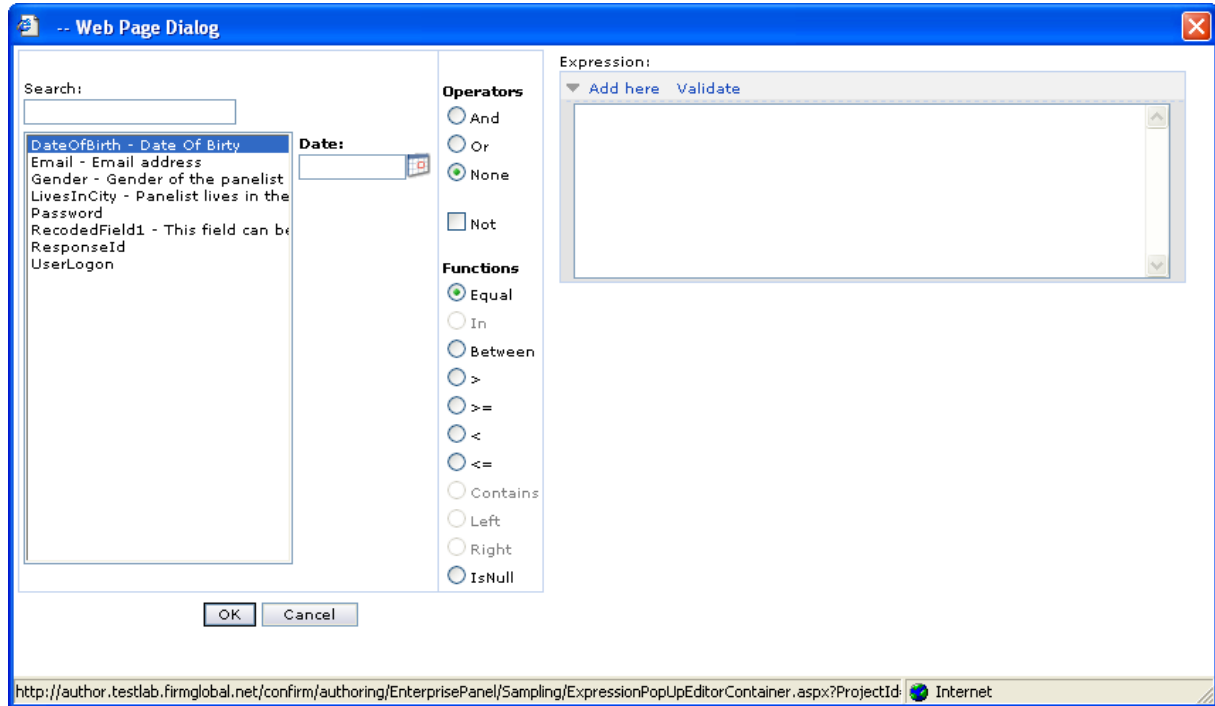 -- Web Page Dialog
Search:
DateOfBirth - Date Of Birty
Email - Email address
Gender - Gender of the panelist
LivesInCity - Panelist lives in the
Password
RecodedField1 - This field can be
ResponseId
UserLogon
Date:
Operators
And
Or
None
Not
Functions
Equal
In
Between
>
>=
<
<=
Contains
Left
Right
IsNull
Expression:
Add here Validate
OK Cancel
http://author.testlab.firmglobal.net/confirm/authoring/EnterprisePanel/Sampling/ExpressionPopUpEditorContainer.aspx?ProjectId= Internet